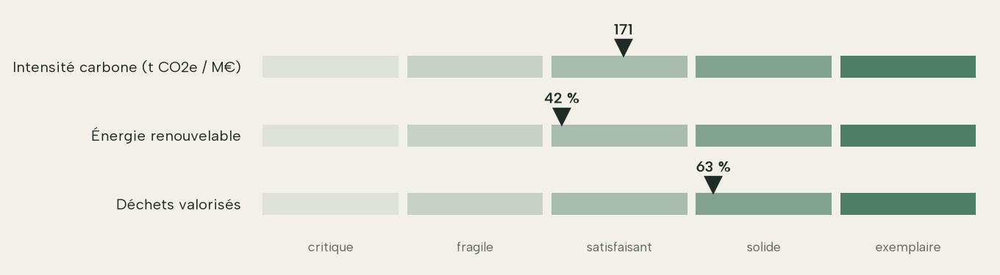 171
Intensité carbone (t CO2e / M€)
42 %
Énergie renouvelable
63 %
Déchets valorisés
critique fragile satisfaisant solide exemplaire